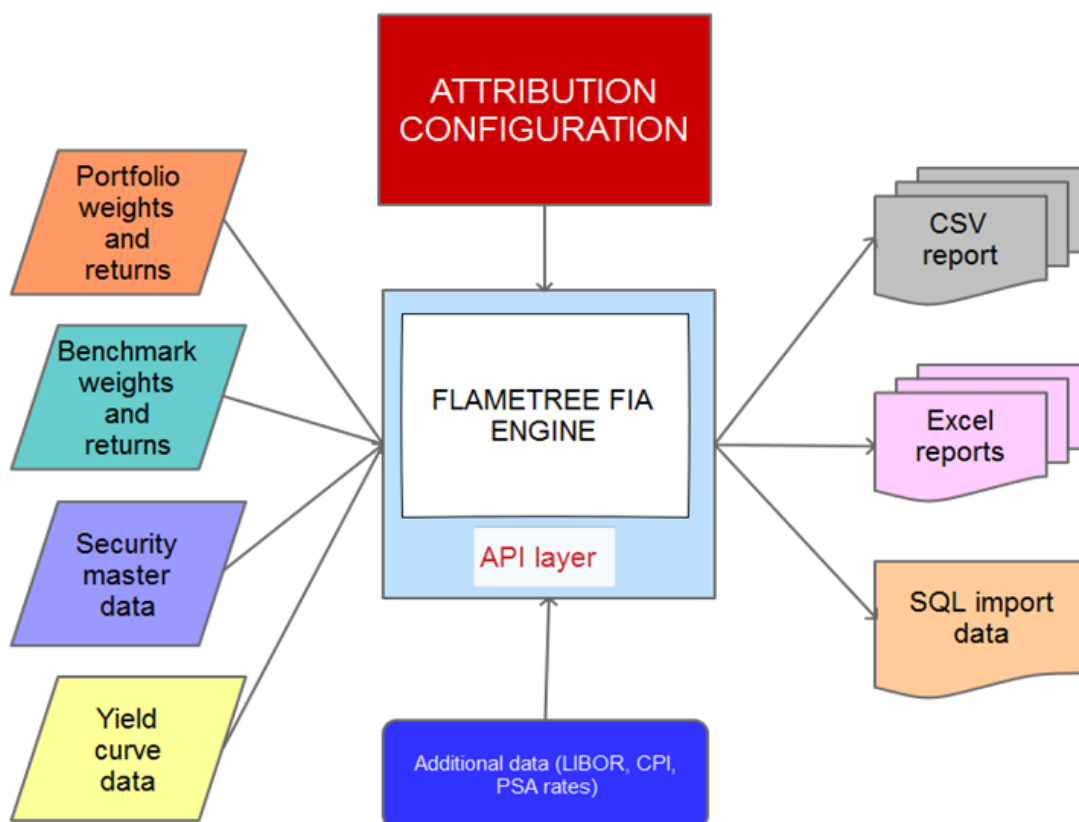 ATTRIBUTION
CONFIGURATION
Portfolio
weights
and
returns
Benchmark
weights
and
returns
Security
master
data
Yield
curve
data
FLAMETREE FIA
ENGINE
API layer
Additional data (LIBOR, CPI,
PSA rates)
CSV
report
Excel
reports
SQL import
data